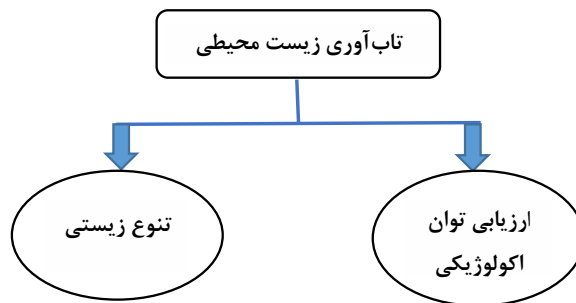 تاب‌آوری زیست محیطی
ارزیابی توان
اکولوژیکی
تنوع زیستی